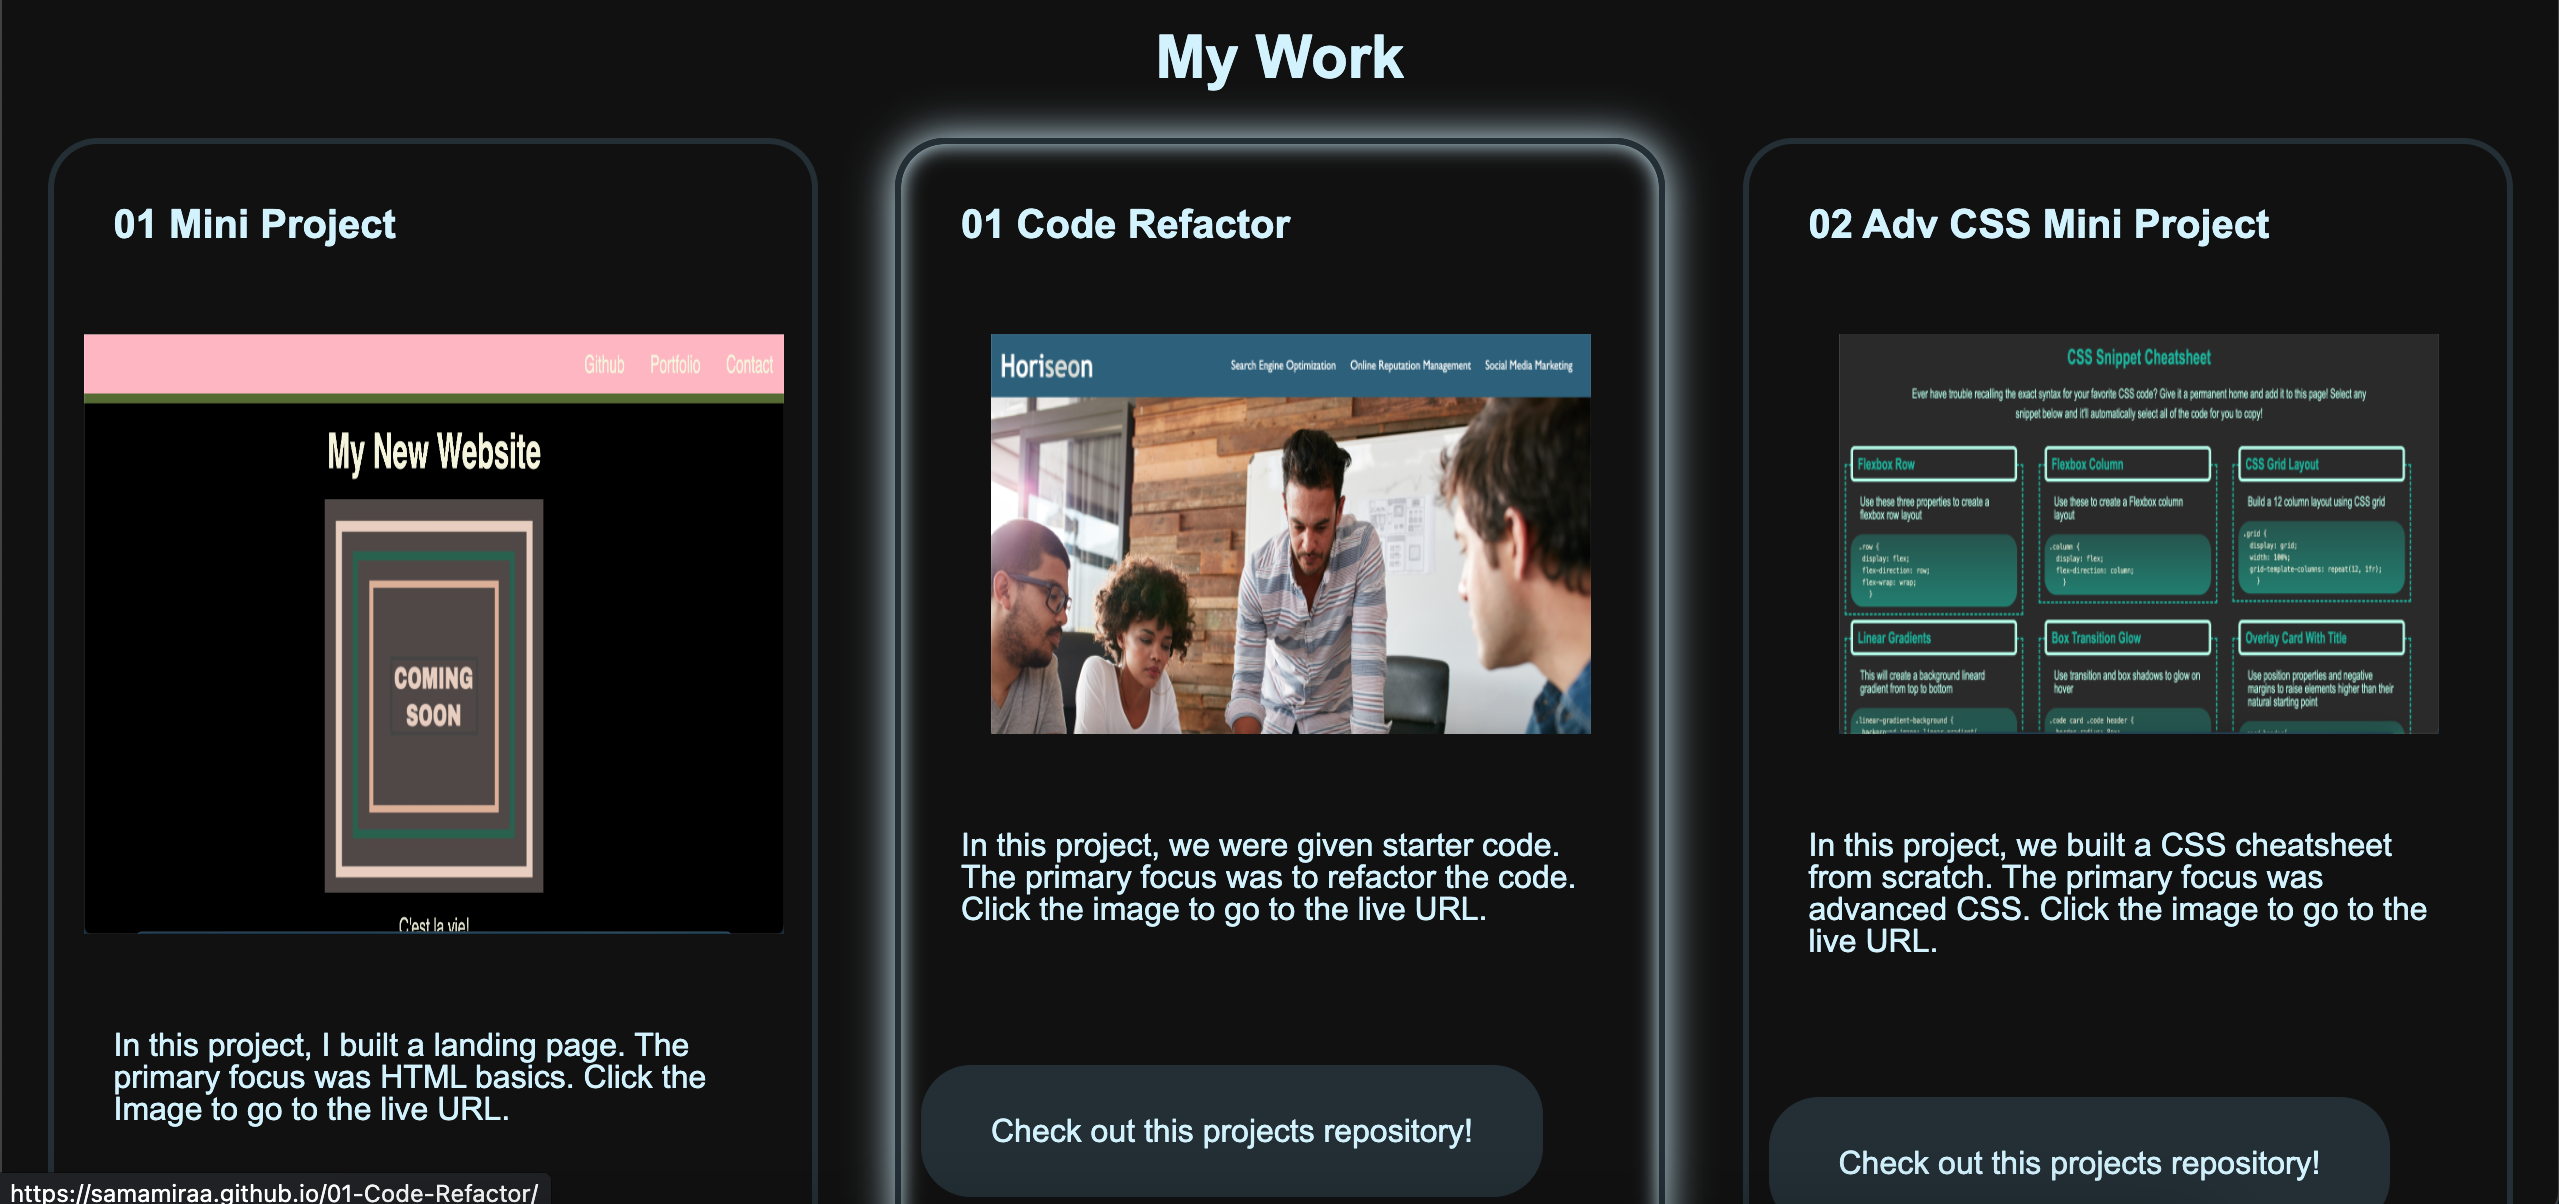 My Work
01 Mini Project
Github Portfolio Contact
My New Website
COMING
SOON
C'est la vie!
In this project, I built a landing page. The
primary focus was HTML basics. Click the
Image to go to the live URL.
01 Code Refactor
Horiseon
Search Engine Optimization Online Reputation Management Social Media Marketing
In this project, we were given starter code.
The primary focus was to refactor the code.
Click the image to go to the live URL.
Check out this projects repository!
02 Adv CSS Mini Project
CSS Snippet Cheatsheet
Ever have trouble recalling the exact syntax for your favorite CSS code? Give it a permanent home and add it to this page! Select any
snippet below and it'll automatically select all of the code for you to copy!
Flexbox Row
Use these three properties to create a
flexbox row layout
.row {
display: flex;
flex-direction: row;
flex-wrap: wrap;
}
Flexbox Column
Use these to create a Flexbox column
layout
.column {
display: flex;
flex-direction: column;
}
CSS Grid Layout
Build a 12 column layout using CSS grid
.grid {
display: grid;
width: 100%;
grid-template-columns: repeat(12, 1fr);
}
Linear Gradients
This will create a background lineard
gradient from top to bottom
.linear-gradient-background {
Box Transition Glow
Use transition and box shadows to glow on
hover
.code card .code header {
Overlay Card With Title
Use position properties and negative
margins to raise elements higher than their
natural starting point
In this project, we built a CSS cheatsheet
from scratch. The primary focus was
advanced CSS. Click the image to go to the
live URL.
Check out this projects repository!
https://samamiraa.github.io/01-Code-Refactor/